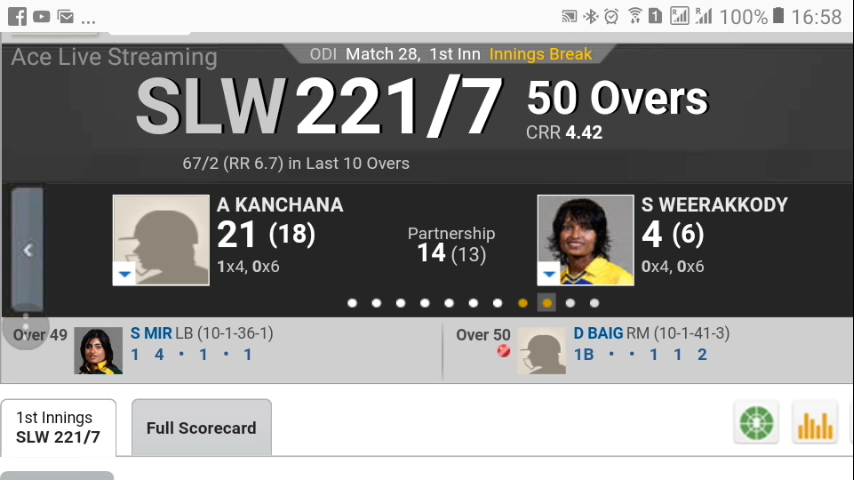 ... 1 100% 16:58
Ace Live Streaming
ODI Match 28, 1st Inn Innings Break
SLW 221/7 50 Overs
CRR 4.42
67/2 (RR 6.7) in Last 10 Overs
A KANCHANA
21 (18)
1x4, 0x6
Partnership
14 (13)
S WEERAKKODY
4 (6)
0x4, 0x6
Over 49
S MIR LB (10-1-36-1)
1 4 • 1 • 1
Over 50
D BAIG RM (10-1-41-3)
1B • • 1 1 2
1st Innings
SLW 221/7
Full Scorecard